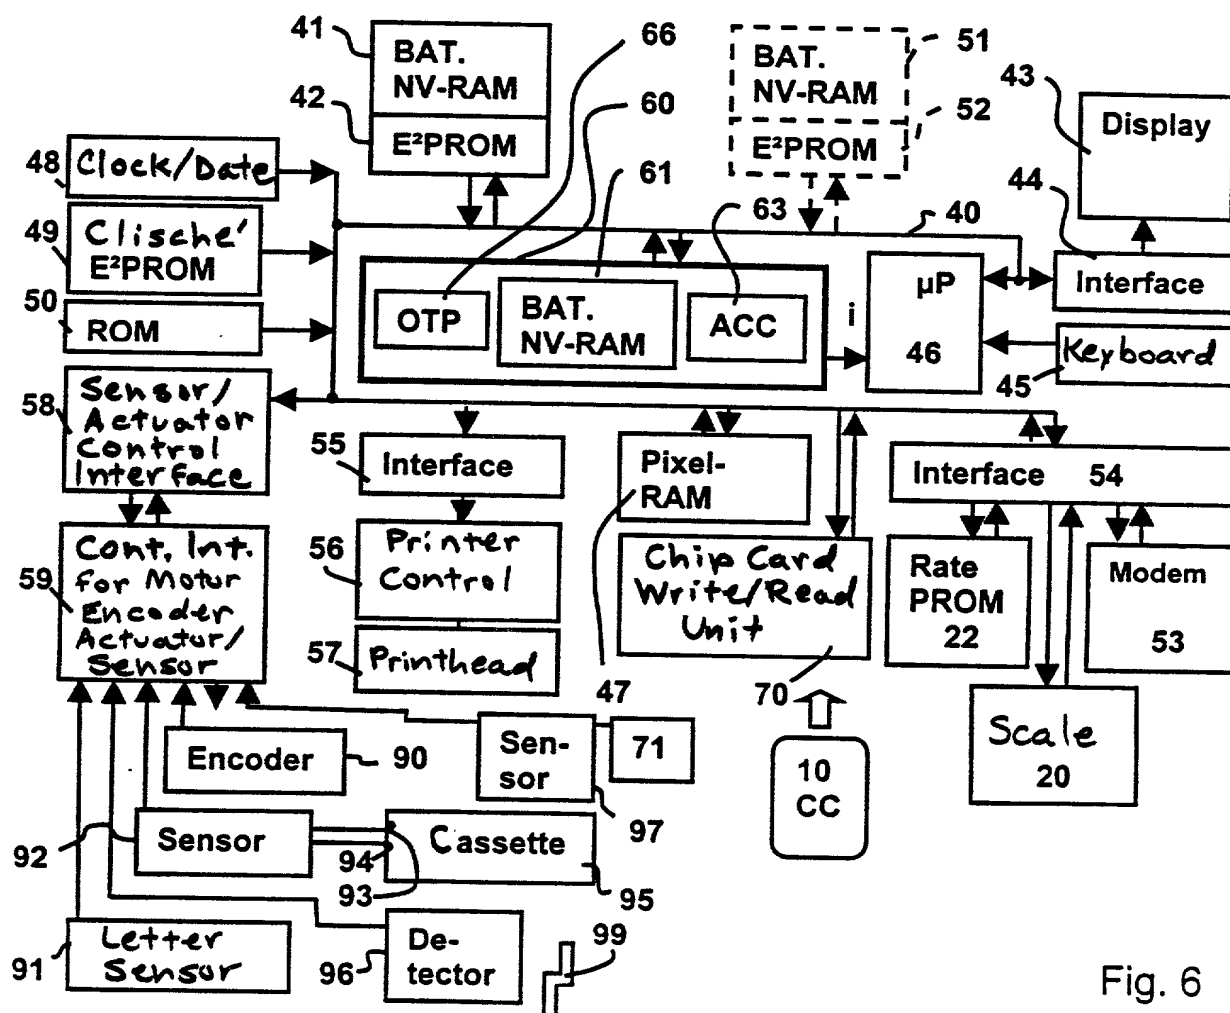 41
BAT.
NV-RAM
42
E²PROM
66
60
61
BAT.
NV-RAM
51
E²PROM
52
43
Display
48
Clock/Date
63
40
44
49
Clische'
E²PROM
Interface
50
ROM
OTP
BAT.
NV-RAM
ACC
i
µP
46
Keyboard
45
58
Sensor/
Actuator
Control
Interface
55
Interface
Pixel-
RAM
Interface 54
59
Cont. Int.
for Motur
Encoder
Actuator/
Sensor
56
Printer
Control
57
Printhead
47
Chip Card
Write/Read
Unit
70
Rate
PROM
22
Modem
53
Encoder
90
Sen-
sor
71
97
10
CC
Scale
20
92
Sensor
94
93
Cassette
95
91
Letter
Sensor
96
De-
tector
99
Fig. 6